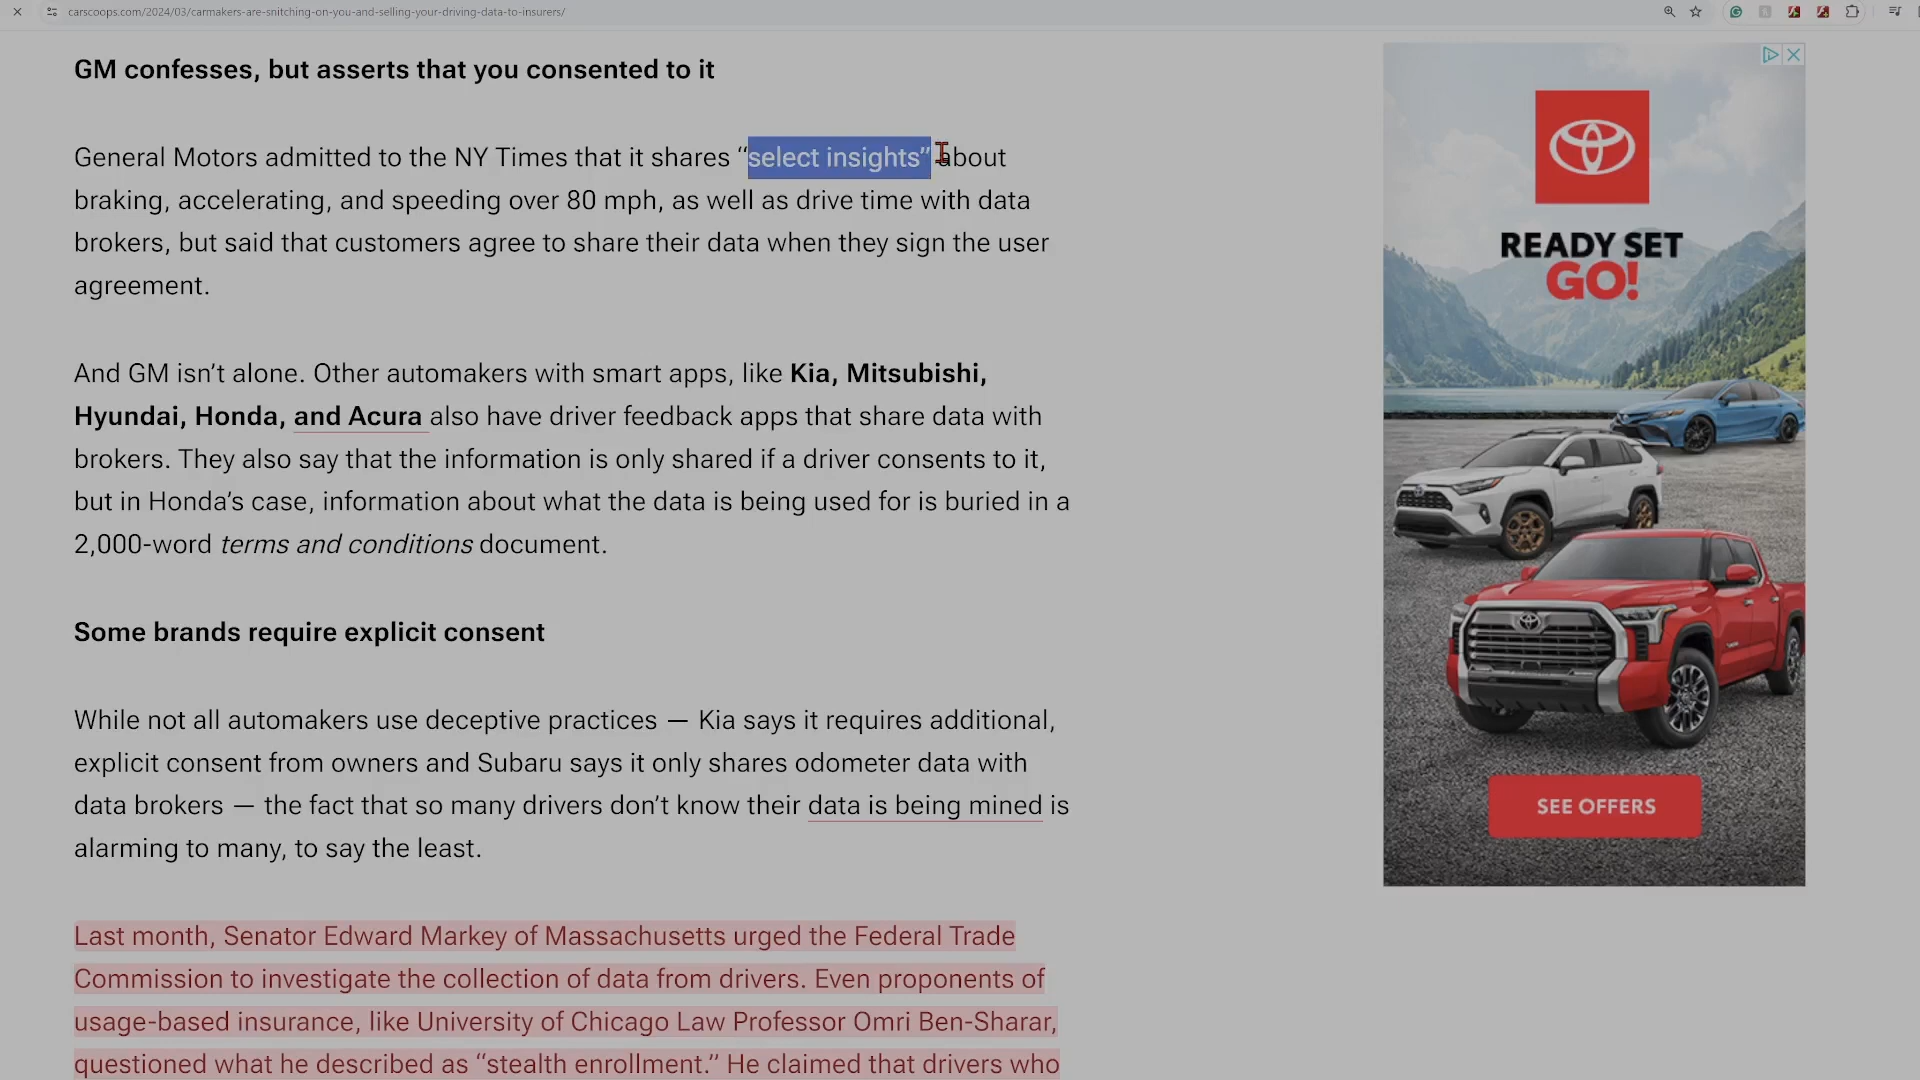 carscoops.com/2024/03/carmakers-are-snitching-on-you-and-selling-your-driving-data-to-insurers/
GM confesses, but asserts that you consented to it
General Motors admitted to the NY Times that it shares “select insights” about
braking, accelerating, and speeding over 80 mph, as well as drive time with data
brokers, but said that customers agree to share their data when they sign the user
agreement.
And GM isn’t alone. Other automakers with smart apps, like Kia, Mitsubishi,
Hyundai, Honda, and Acura also have driver feedback apps that share data with
brokers. They also say that the information is only shared if a driver consents to it,
but in Honda’s case, information about what the data is being used for is buried in a
2,000-word terms and conditions document.
Some brands require explicit consent
While not all automakers use deceptive practices — Kia says it requires additional,
explicit consent from owners and Subaru says it only shares odometer data with
data brokers — the fact that so many drivers don’t know their data is being mined is
alarming to many, to say the least.
Last month, Senator Edward Markey of Massachusetts urged the Federal Trade
Commission to investigate the collection of data from drivers. Even proponents of
usage-based insurance, like University of Chicago Law Professor Omri Ben-Sharar,
questioned what he described as “stealth enrollment.” He claimed that drivers who
READY SET
GO!
SEE OFFERS